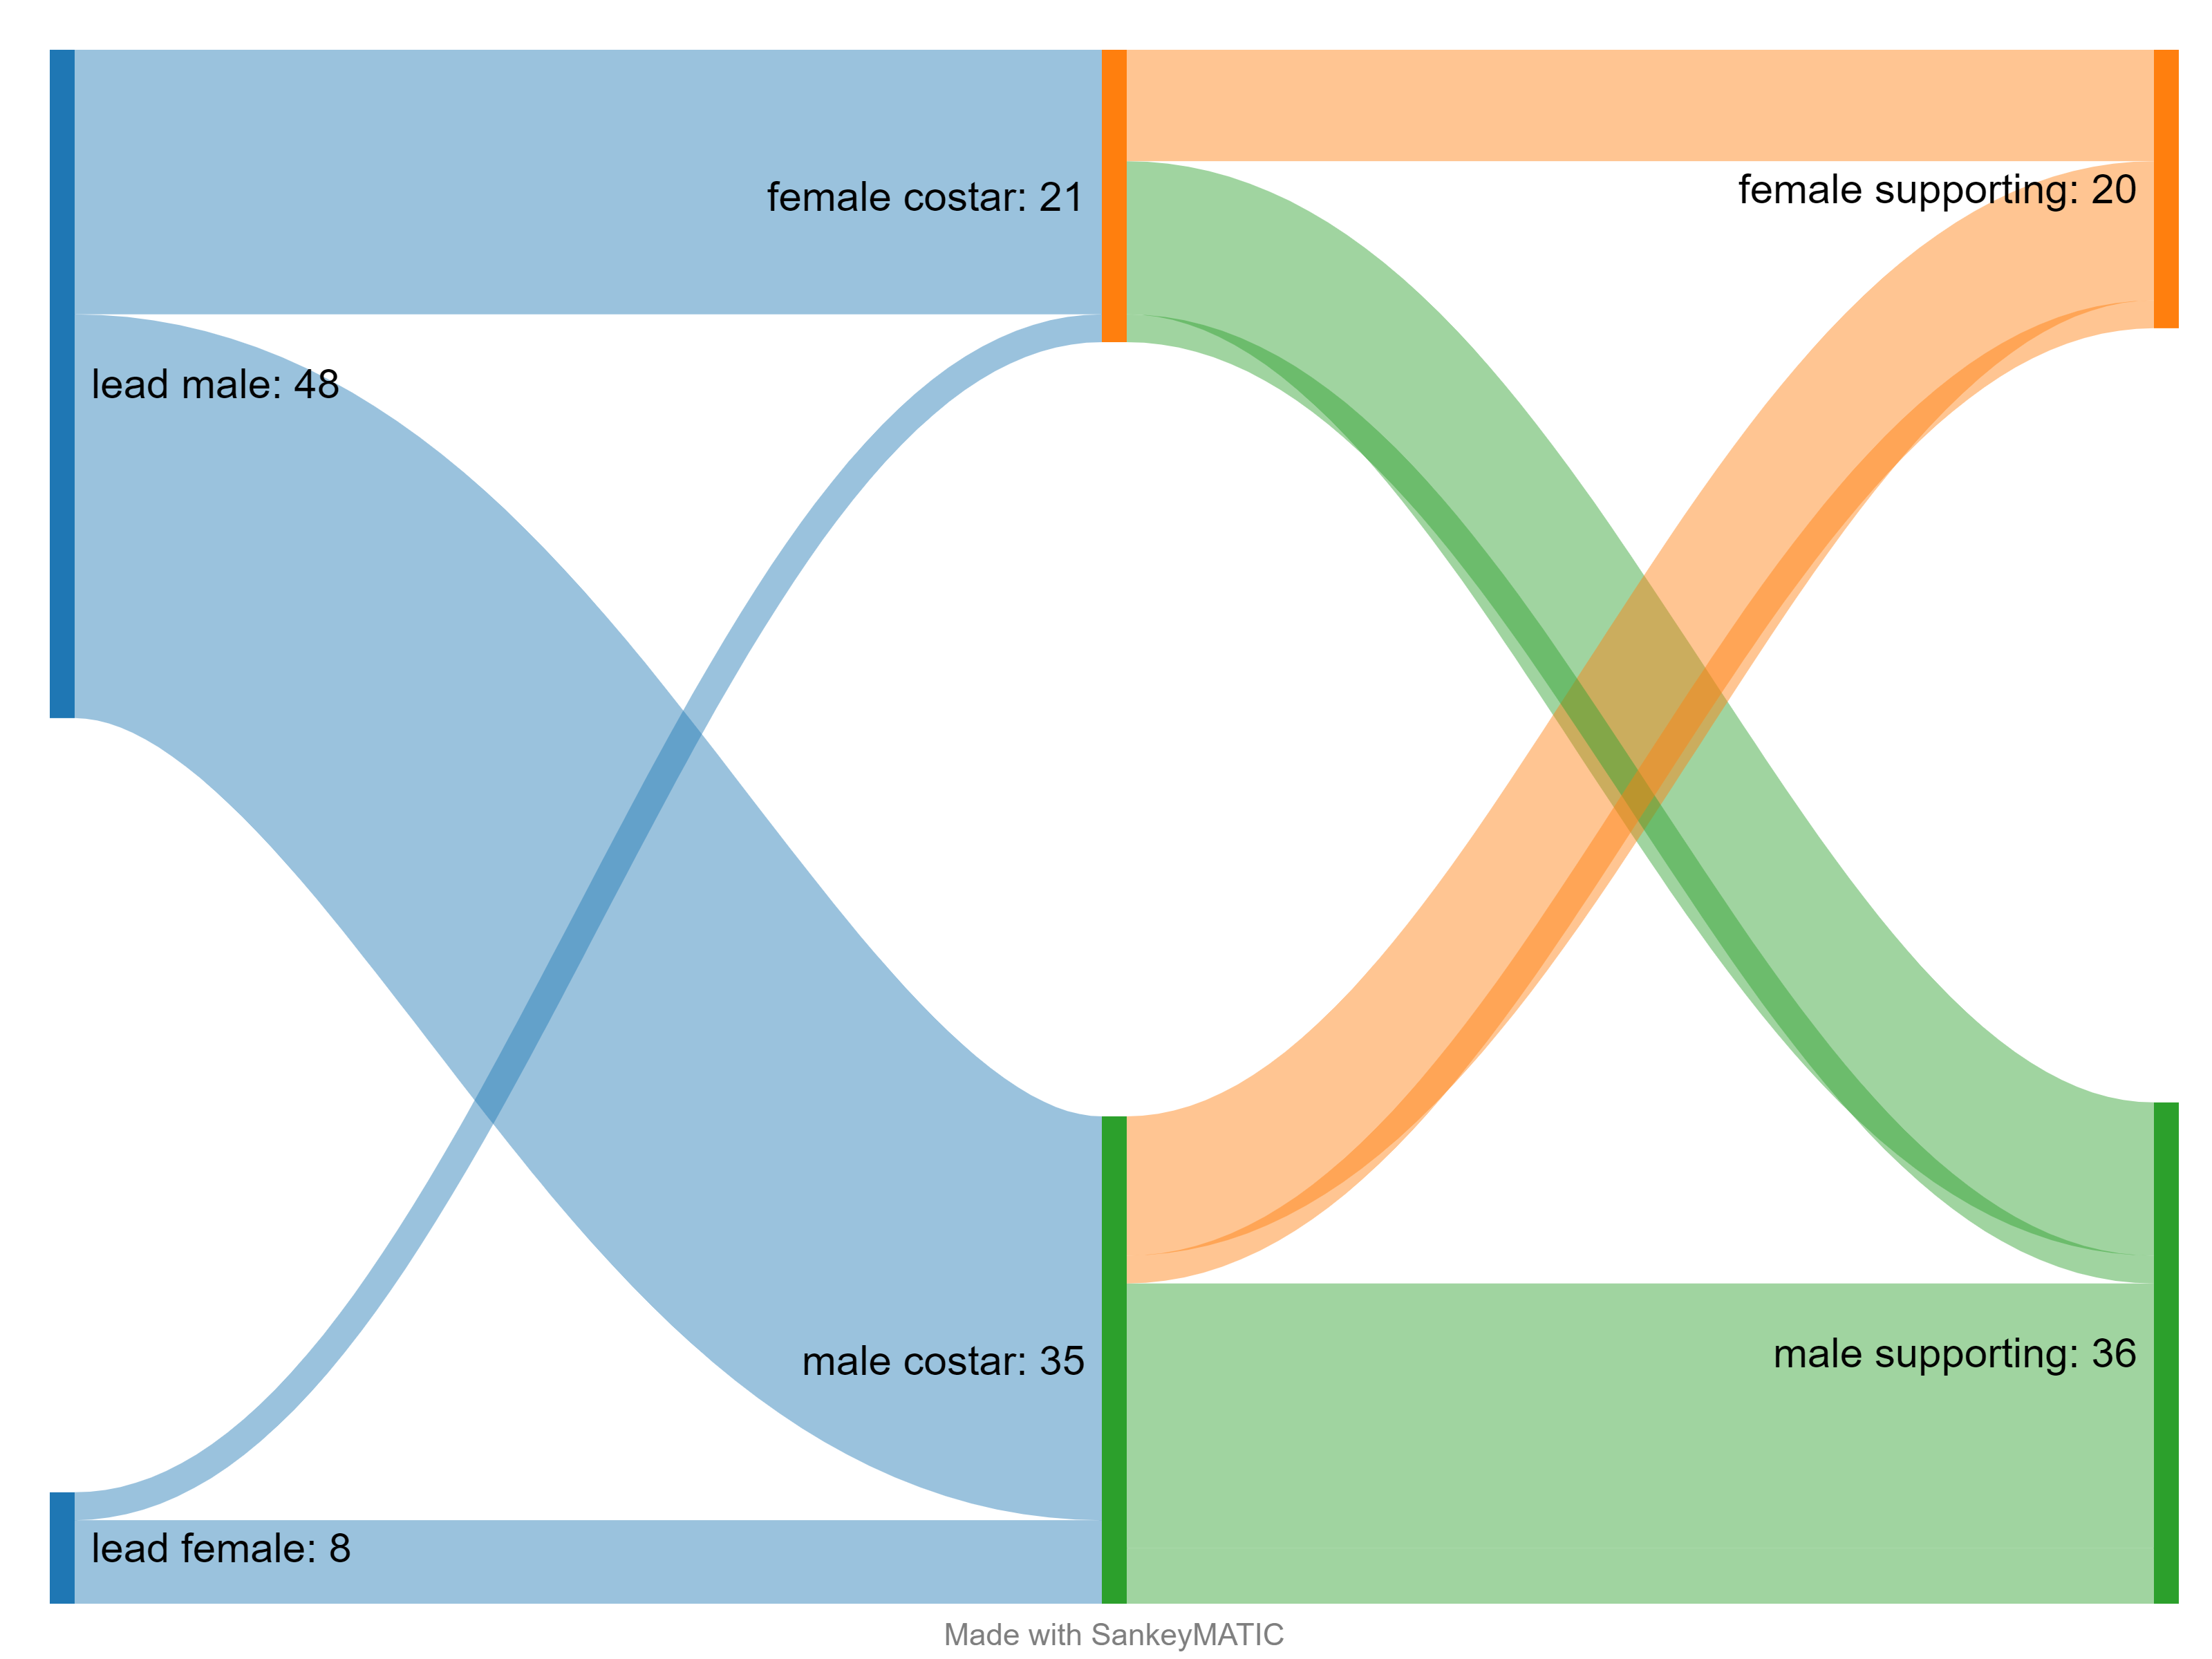 female costar: 21
female supporting: 20
lead male: 48
male costar: 35
male supporting: 36
lead female: 8
Made with SankeyMATIC